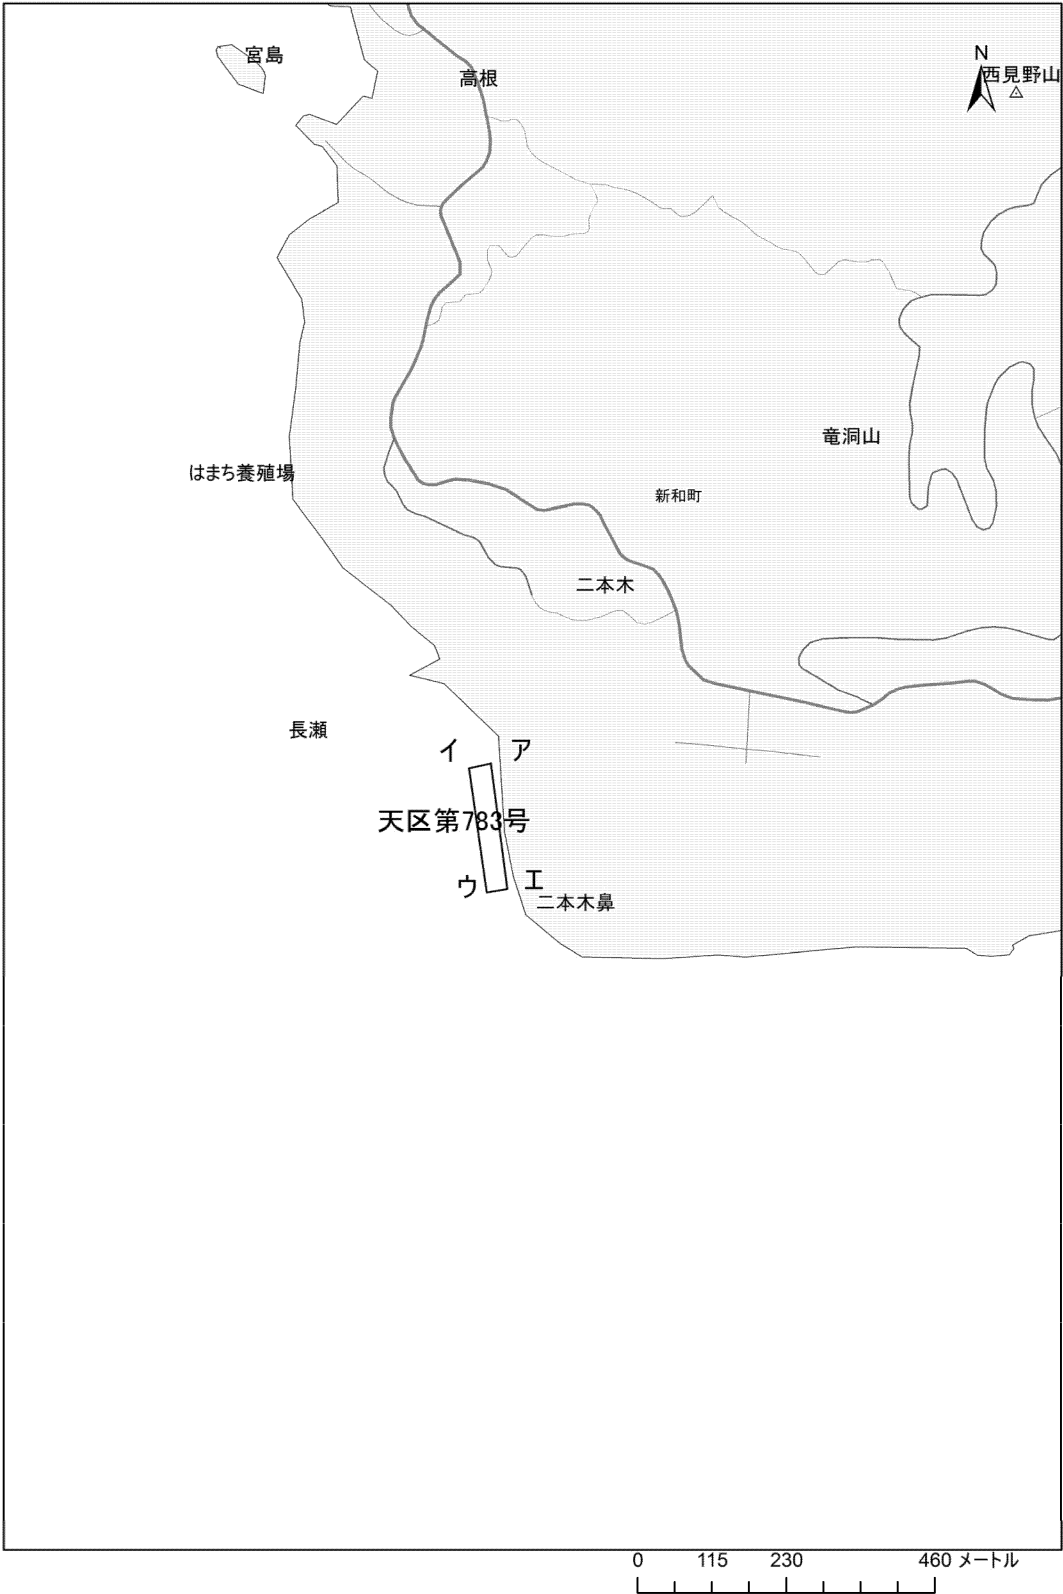 宮島
高根
N
西見野山
竜洞山
はまち養殖場
新和町
二本木
長瀬
イ ア
天区第783号
ウ エ
二本木鼻
0 115 230 460 メートル